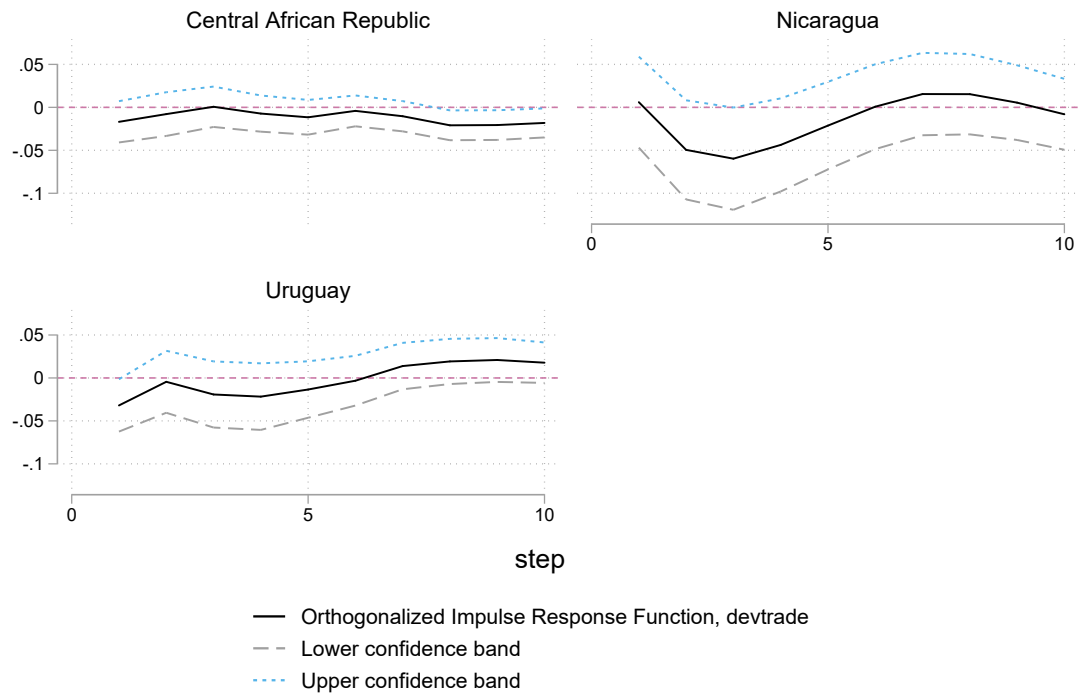 Central African Republic
Nicaragua
.05
0
-.05
-.1
0
5
10
Uruguay
.05
0
-.05
-.1
0
5
10
step
Orthogonalized Impulse Response Function, devtrade
Lower confidence band
Upper confidence band